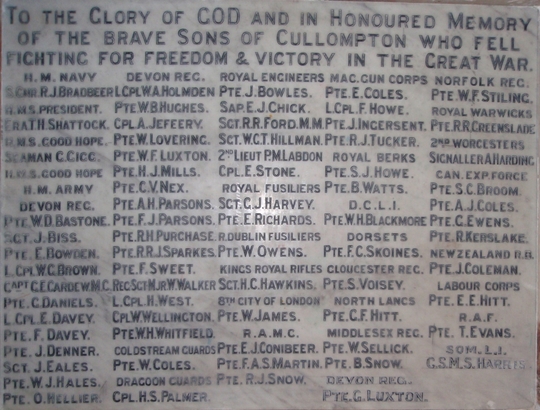 TO THE GLORY OF GOD AND IN HONOURED MEMORY
OF THE BRAVE SONS OF CULLOMPTON WHO FELL
FIGHTING FOR FREEDOM & VICTORY IN THE GREAT WAR.
H.M. NAVY
R.J. BRADBEER
H.M.S. PRESIDENT.
E.R.A. T.H. SHATTOCK.
H.M.S. GOOD HOPE.
SEAMAN C. CICC.
H.M.S. GOOD HOPE
H.M. ARMY
DEVON REG.
PTE. W.D. BASTONE.
SGT. J. BISS.
PTE. E. BOWDEN.
L.CPL. W.C. BROWN.
CAPT C.E. CARDEW. M.C.
PTE. C. DANIELS.
L.CPL. E. DAVEY.
PTE. F. DAVEY.
PTE. J. DENNER.
SGT. J. EALES.
PTE. W.J. HALES.
PTE. O. HELLIER.
DEVON REG.
L.CPL. W.A. HOLMDEN
PTE. W.B. HUGHES.
CPL. A. JEFEERY.
PTE. W. LOVERING.
PTE. W.F. LUXTON.
PTE. H.J. MILLS.
PTE. C.V. NEX.
PTE. A.H. PARSONS.
PTE. F.J. PARSONS.
PTE. R.H. PURCHASE.
PTE. R.R.J. SPARKES.
PTE. F. SWEET.
REG. SGT MJR W. WALKER
L.CPL. H. WEST.
CPL. W. WELLINGTON.
PTE. W.H. WHITFIELD.
COLDSTREAM GUARDS
PTE. W. COLES.
DRAGOON GUARDS
CPL. H.S. PALMER.
ROYAL ENGINEERS
PTE. J. BOWLES.
SAP. E.J. CHICK.
SGT. R.R. FORD. M.M.
SGT. W.C.T. HILLMAN.
2ND LIEUT P.M. LABDON
CPL. E. STONE.
ROYAL FUSILIERS
SGT. C.J. HARVEY.
PTE. E. RICHARDS.
R. DUBLIN FUSILIERS
PTE. W. OWENS.
KINGS ROYAL RIFLES
SGT. H.C. HAWKINS.
8TH CITY OF LONDON
PTE. W. JAMES.
R.A.M.C.
PTE. E.J. CONIBEER.
PTE. F.A.S. MARTIN.
PTE. R.J. SNOW.
MAC. GUN CORPS
PTE. E. COLES.
L.CPL. F. HOWE.
PTE. J. INGERSENT.
PTE. R.J. TUCKER.
ROYAL BERKS
PTE. S.J. HOWE.
PTE. B. WATTS.
D.C.L.I.
PTE. W.H. BLACKMORE
DORSETS
PTE. F.C. SKOINES.
GLOUCESTER REG.
PTE. S. VOISEY.
NORTH LANCS
PTE. C.F. HITT.
MIDDLESEX REG.
PTE. W. SELLICK.
PTE. B. SNOW.
DEVON REG.
PTE. G. LUXTON.
NORFOLK REG.
PTE. W.F. STILING.
ROYAL WARWICKS
PTE. R.R. CREENSLADE
2ND WORCESTERS
SIGNALLER A. HARDING.
CAN. EXP. FORCE
PTE. S.C. BROOM.
PTE. A.J. COLES.
PTE. C. EWENS.
PTE. R. KERSLAKE.
NEW ZEALAND R.B.
PTE. J. COLEMAN.
LABOUR CORPS
PTE. E.E. HITT.
R.A.F.
PTE. T. EVANS.
SOM. L.I.
C.S.M. S. HARRIS.